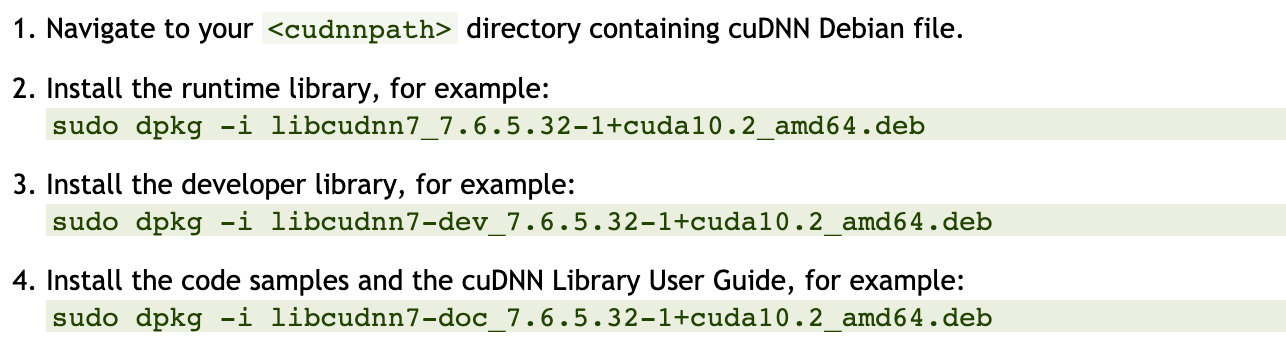 1. Navigate to your <cudnnpath> directory containing cuDNN Debian file.
2. Install the runtime library, for example:
sudo dpkg -i libcudnn7_7.6.5.32-1+cuda10.2_amd64.deb
3. Install the developer library, for example:
sudo dpkg -i libcudnn7-dev_7.6.5.32-1+cuda10.2_amd64.deb
4. Install the code samples and the cuDNN Library User Guide, for example:
sudo dpkg -i libcudnn7-doc_7.6.5.32-1+cuda10.2_amd64.deb